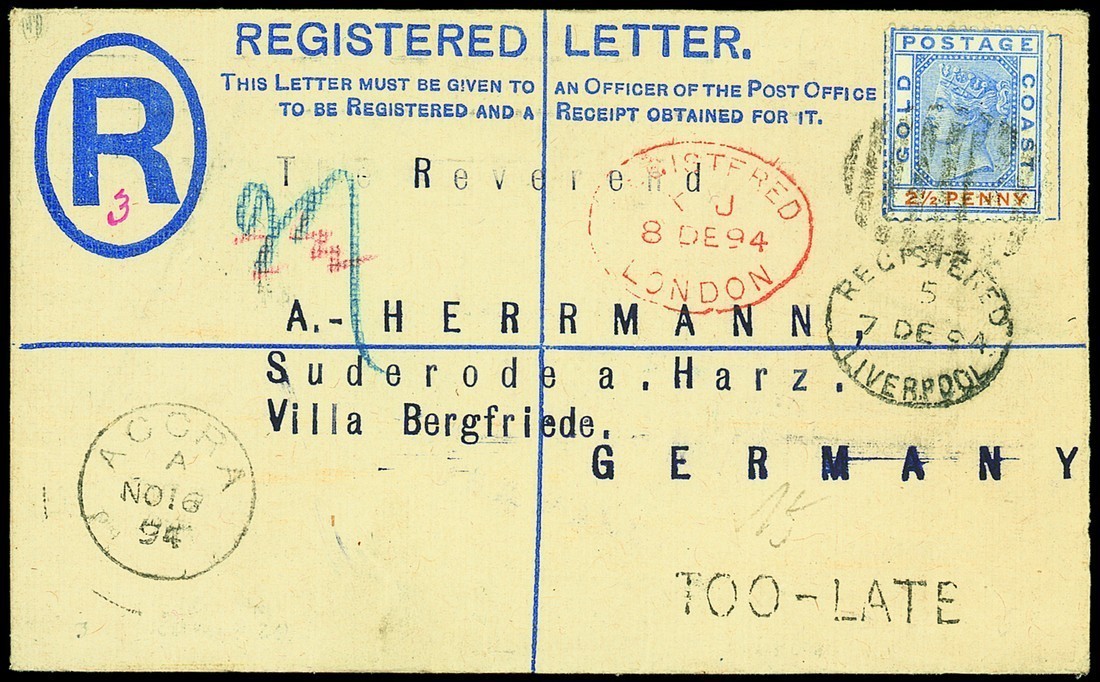 REGISTERED LETTER.
THIS LETTER MUST BE GIVEN TO AN OFFICER OF THE POST OFFICE
TO BE REGISTERED AND A RECEIPT OBTAINED FOR IT.
R
3
POSTAGE
GOLD COAST
2½ PENNY
The Reverend
REGISTERED
8 DE 94
LONDON
A.-HERRMANN,
REGISTERED
5
7 DE 94
LIVERPOOL
Suderode a. Harz.
Villa Bergfriede.
GERMANY
ACCRA
A
NO 16
94
TOO-LATE